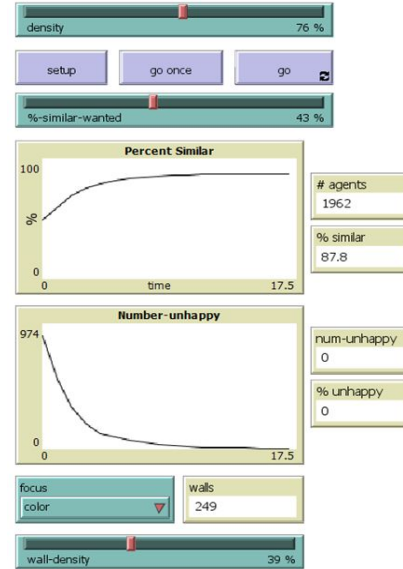 density 76 %
setup go once go
%-similar-wanted 43 %
Percent Similar
100
%
0
0 time 17.5
# agents
1962
% similar
87.8
Number-unhappy
974
0
0 17.5
num-unhappy
0
% unhappy
0
focus
color
walls
249
wall-density 39 %